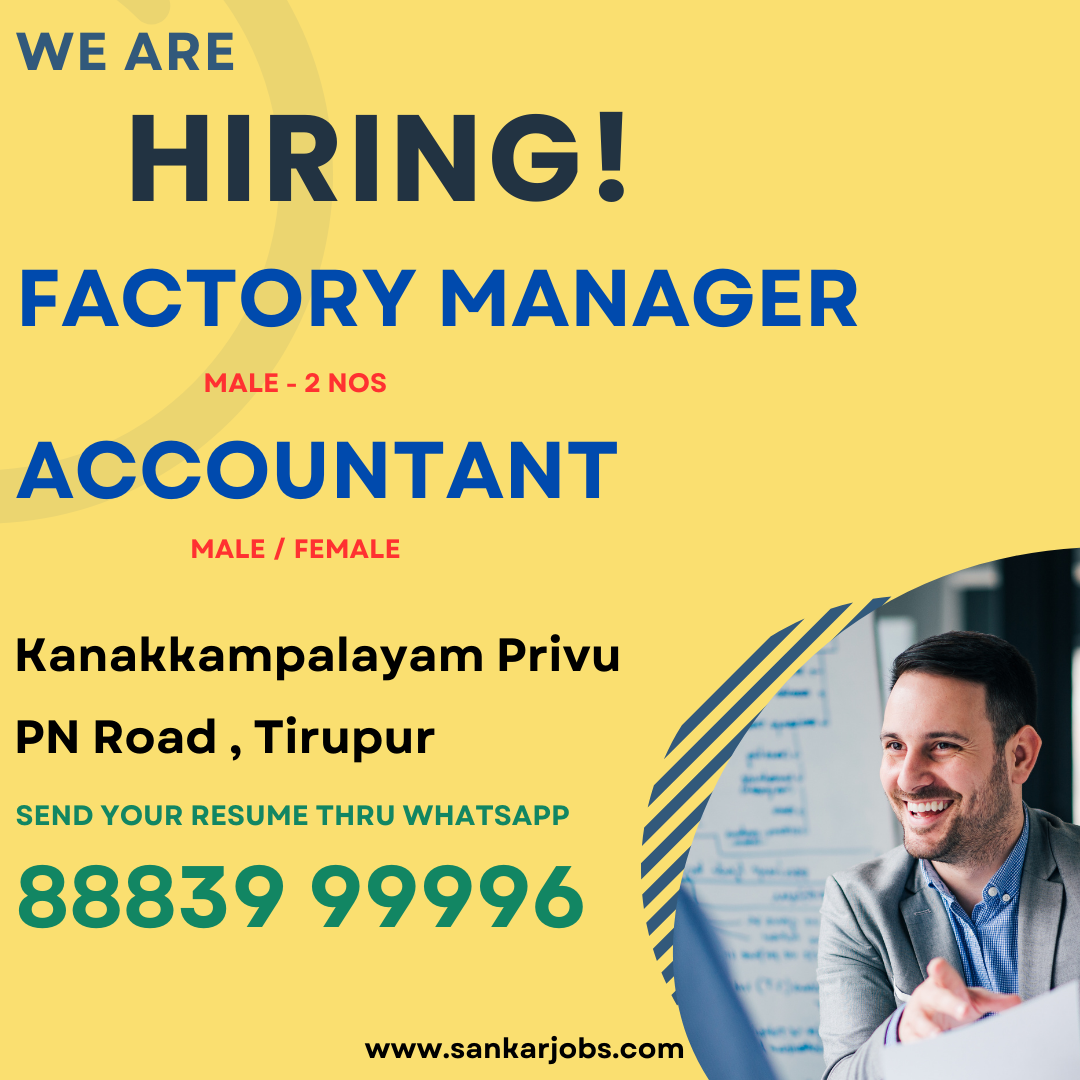 WE ARE
HIRING!
FACTORY MANAGER
MALE - 2 NOS
ACCOUNTANT
MALE / FEMALE
Kanakkampalayam Privu
PN Road , Tirupur
SEND YOUR RESUME THRU WHATSAPP
88839 99996
www.sankarjobs.com